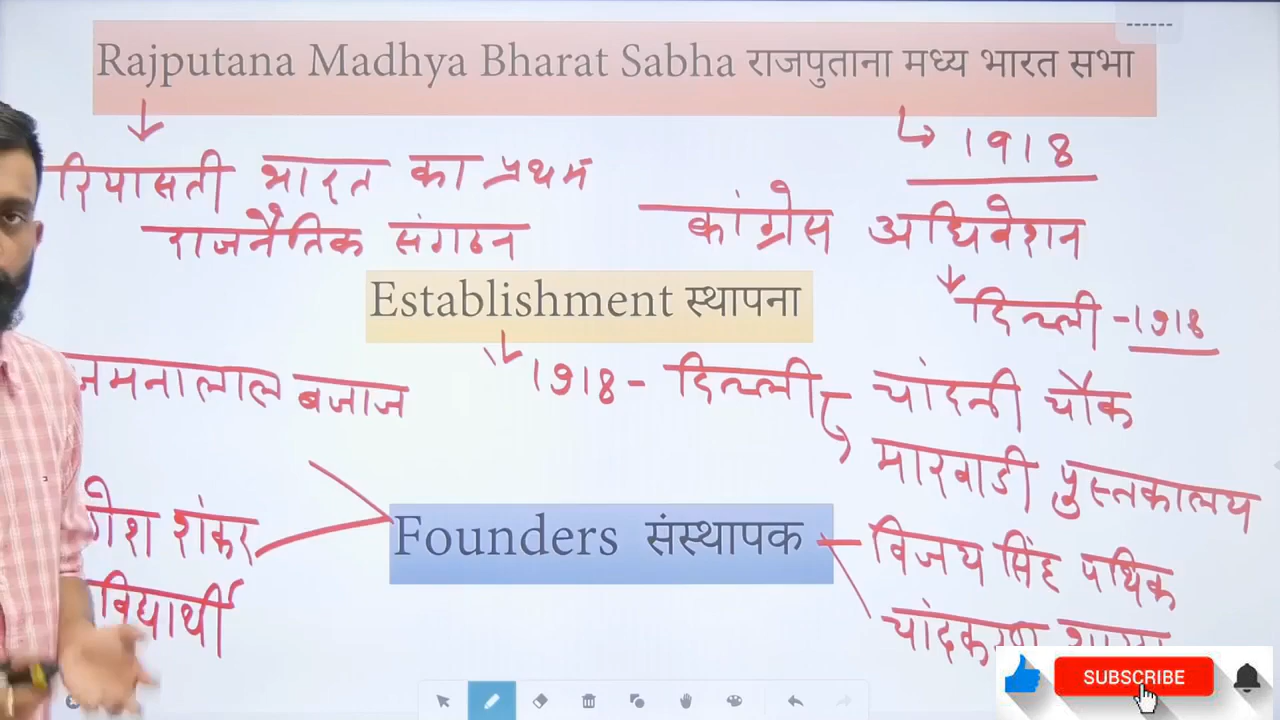 Rajputana Madhya Bharat Sabha राजपुताना मध्य भारत सभा
1918
रियासती भारत का प्रथम
राजनैतिक संगठन
कांग्रेस अधिवेशन
दिल्ली - 1918
Establishment स्थापना
1918 - दिल्ली
चांदनी चौक
मारवाडी पुस्तकालय
जमनालाल बजाज
Founders संस्थापक
शंकर
विद्यार्थी
विजय सिंह पथिक
SUBSCRIBE